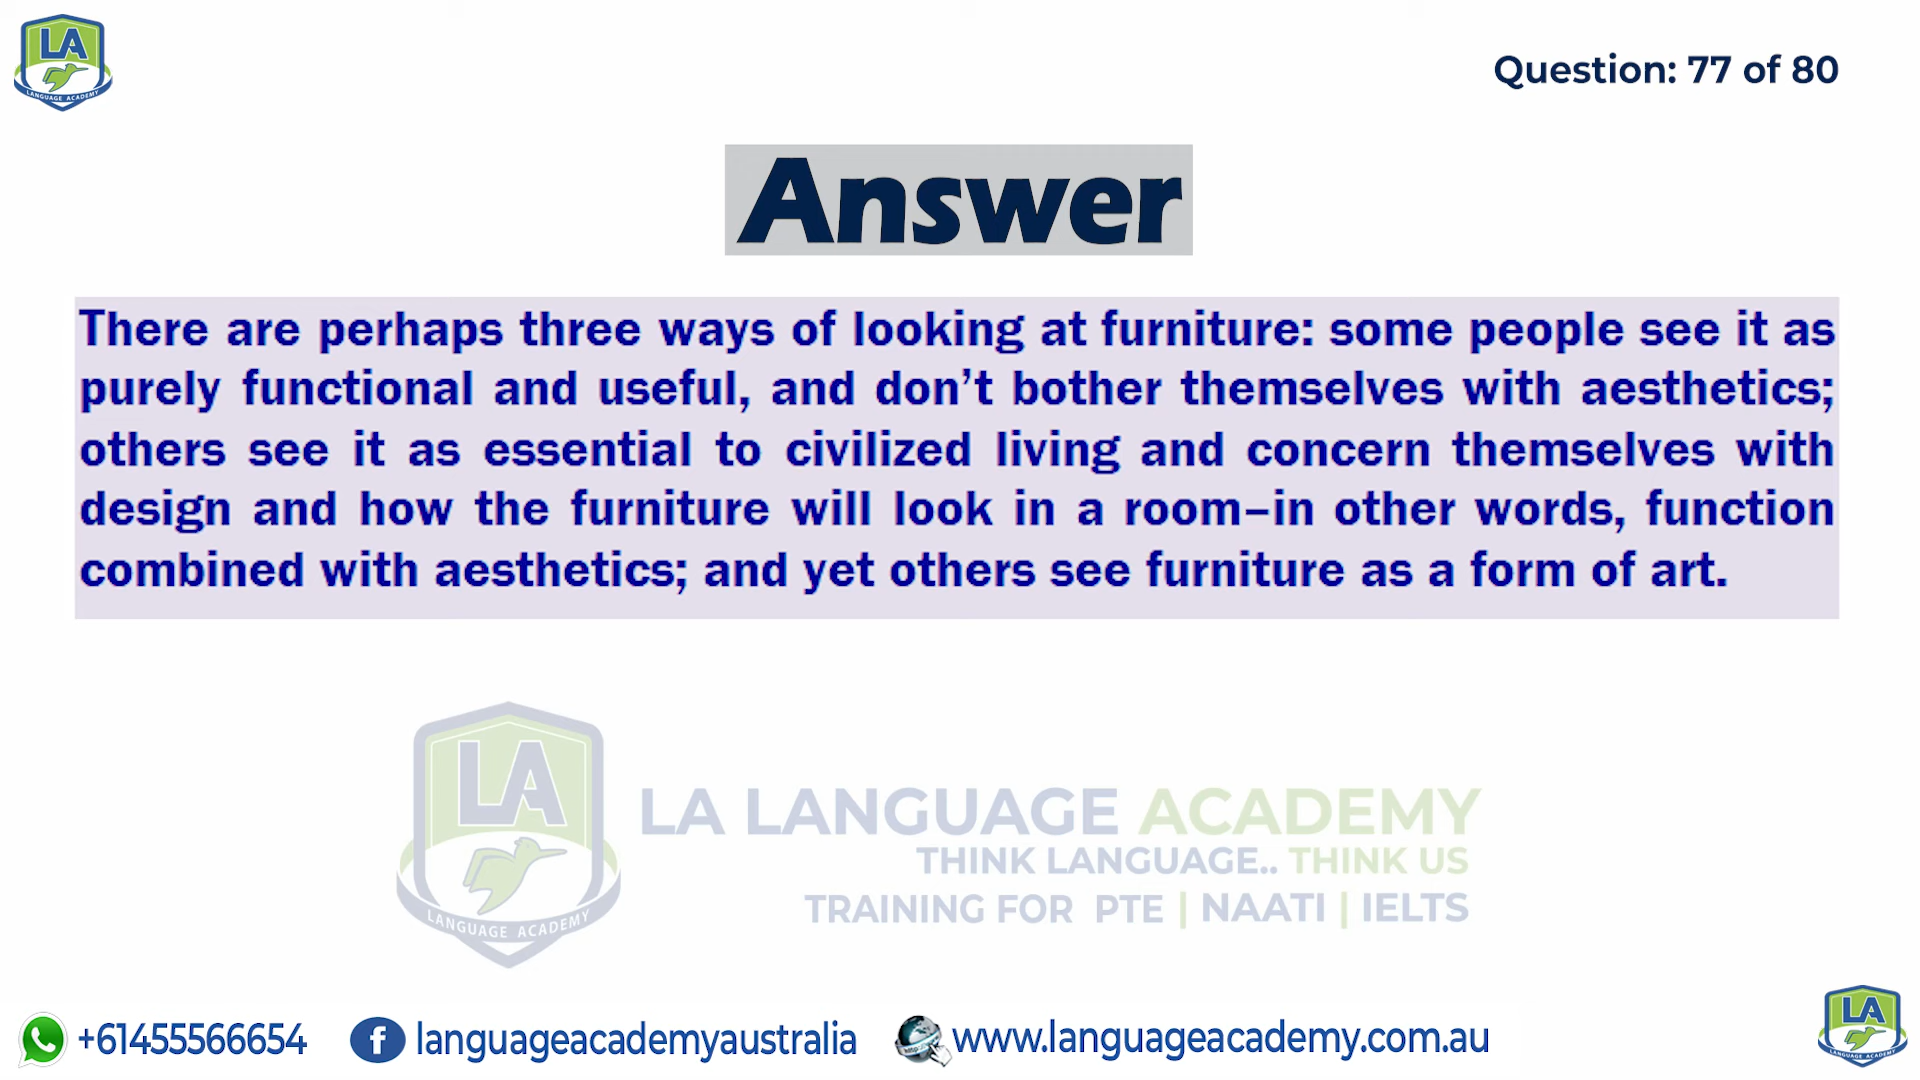 LA
LANGUAGE ACADEMY
Question: 77 of 80
Answer
There are perhaps three ways of looking at furniture: some people see it as
purely functional and useful, and don’t bother themselves with aesthetics;
others see it as essential to civilized living and concern themselves with
design and how the furniture will look in a room–in other words, function
combined with aesthetics; and yet others see furniture as a form of art.
LA
LANGUAGE ACADEMY
LA LANGUAGE ACADEMY
THINK LANGUAGE.. THINK US
TRAINING FOR PTE | NAATI | IELTS
+61455566654 f languageacademyaustralia www.languageacademy.com.au
LA
LANGUAGE ACADEMY